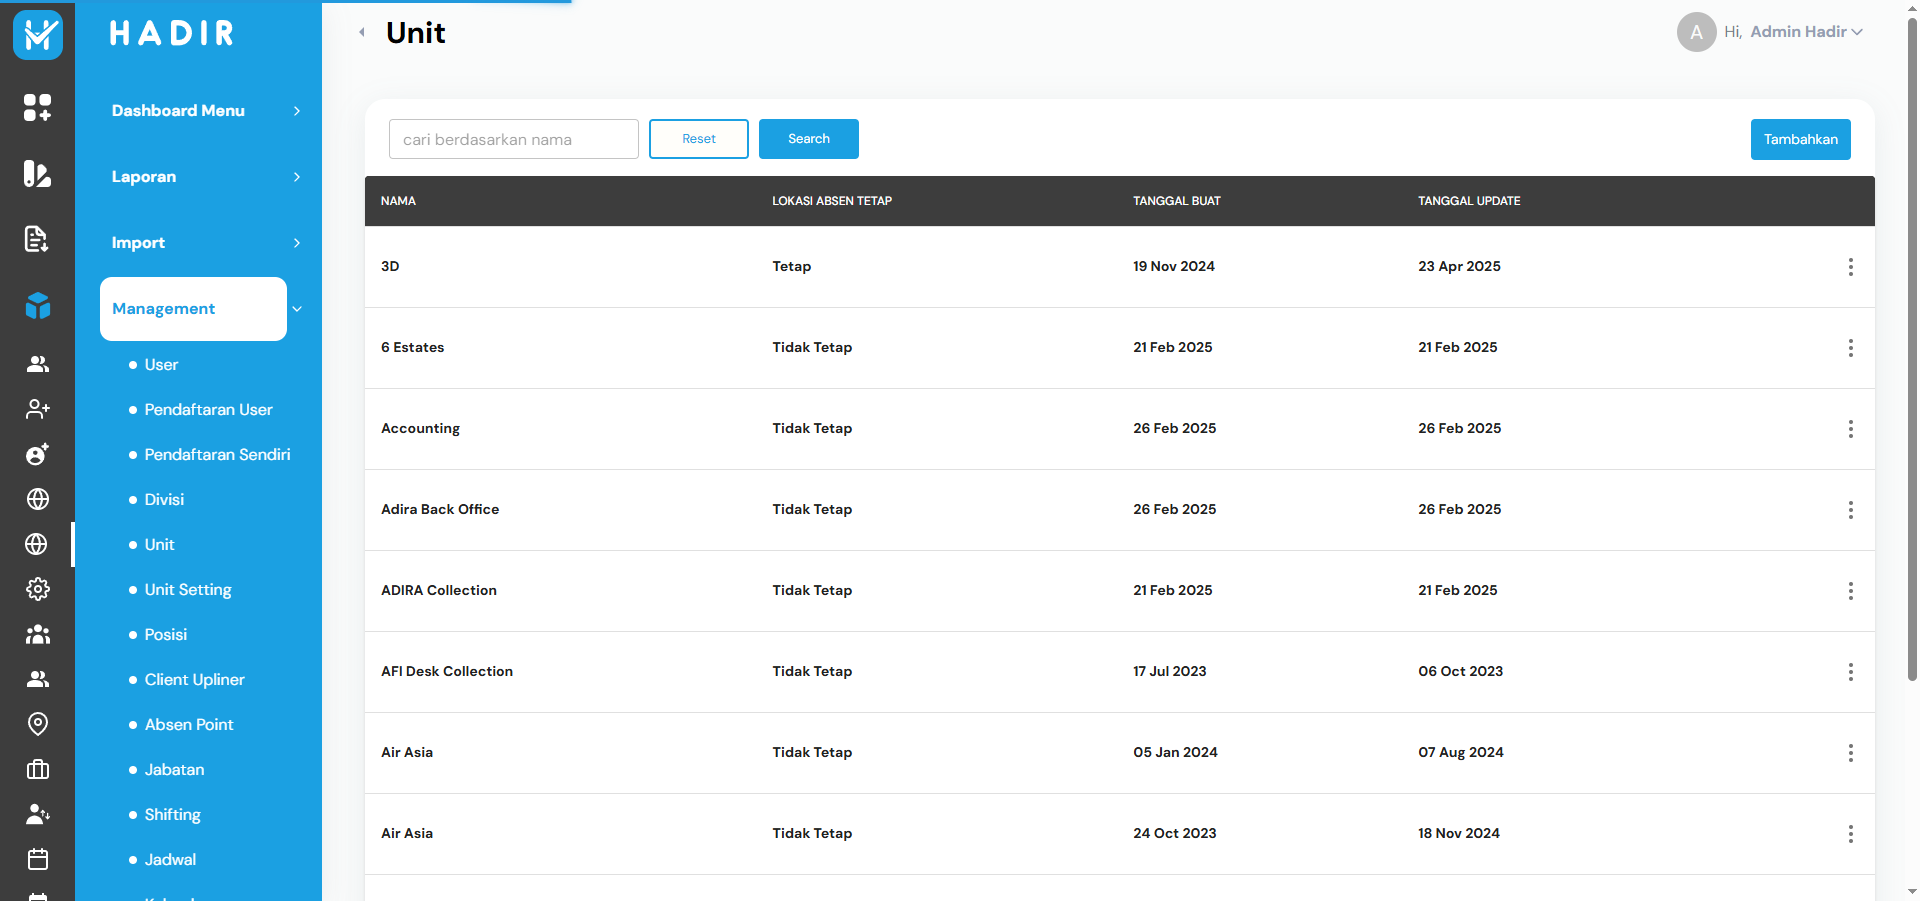 HADIR
Unit
A Hi, Admin Hadir
Dashboard Menu
Laporan
Import
Management
User
Pendaftaran User
Pendaftaran Sendiri
Divisi
Unit
Unit Setting
Posisi
Client Upliner
Absen Point
Jabatan
Shifting
Jadwal
cari berdasarkan nama Reset Search Tambahkan
NAMA LOKASI ABSEN TETAP TANGGAL BUAT TANGGAL UPDATE
3D Tetap 19 Nov 2024 23 Apr 2025
6 Estates Tidak Tetap 21 Feb 2025 21 Feb 2025
Accounting Tidak Tetap 26 Feb 2025 26 Feb 2025
Adira Back Office Tidak Tetap 26 Feb 2025 26 Feb 2025
ADIRA Collection Tidak Tetap 21 Feb 2025 21 Feb 2025
AFI Desk Collection Tidak Tetap 17 Jul 2023 06 Oct 2023
Air Asia Tidak Tetap 05 Jan 2024 07 Aug 2024
Air Asia Tidak Tetap 24 Oct 2023 18 Nov 2024